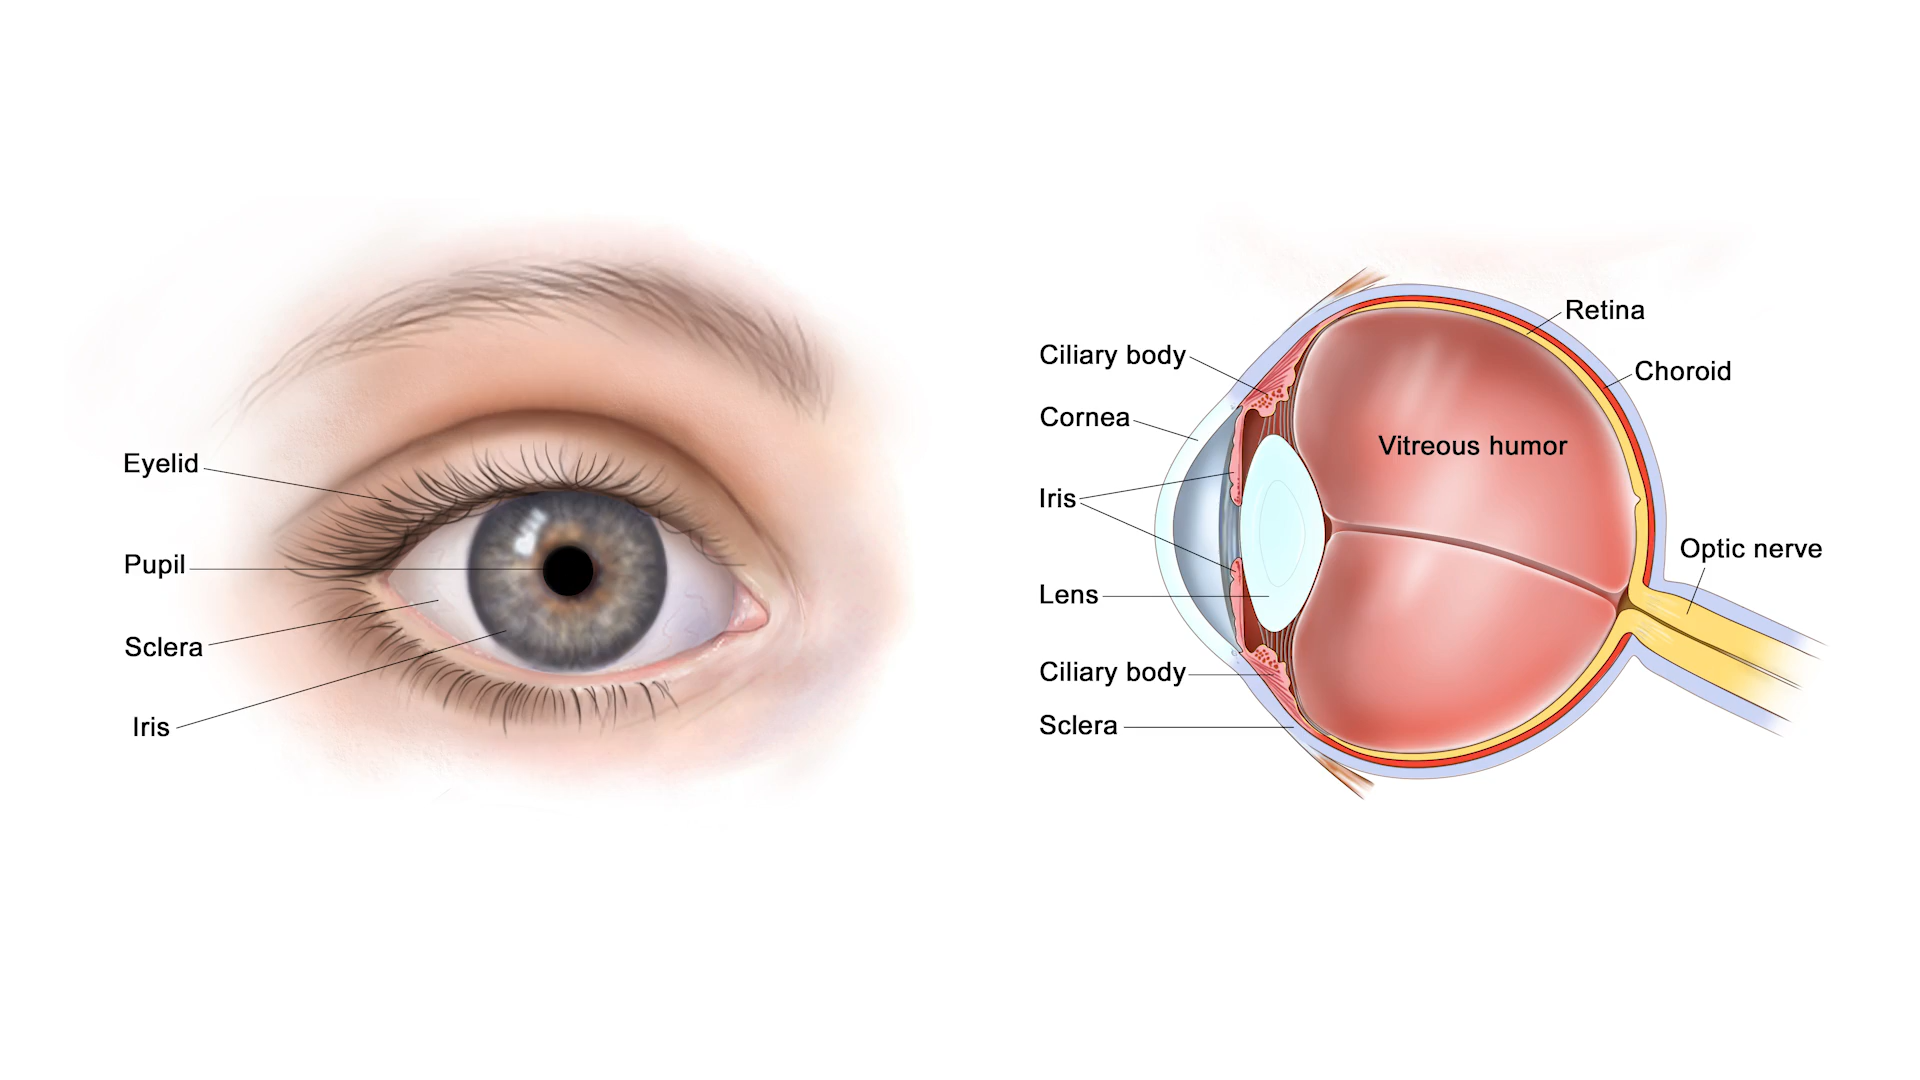 Eyelid
Pupil
Sclera
Iris
Ciliary body
Cornea
Iris
Lens
Ciliary body
Sclera
Retina
Choroid
Vitreous humor
Optic nerve